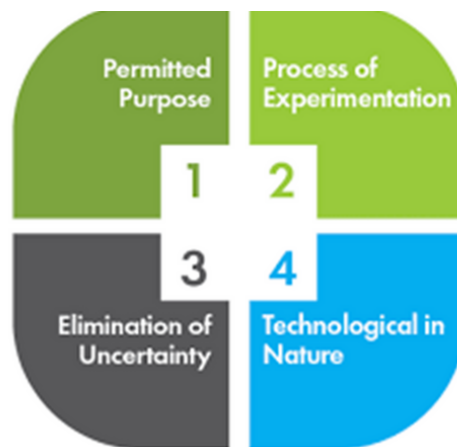 Permitted
Purpose
1
Process of
Experimentation
2
3
Elimination of
Uncertainty
4
Technological in
Nature